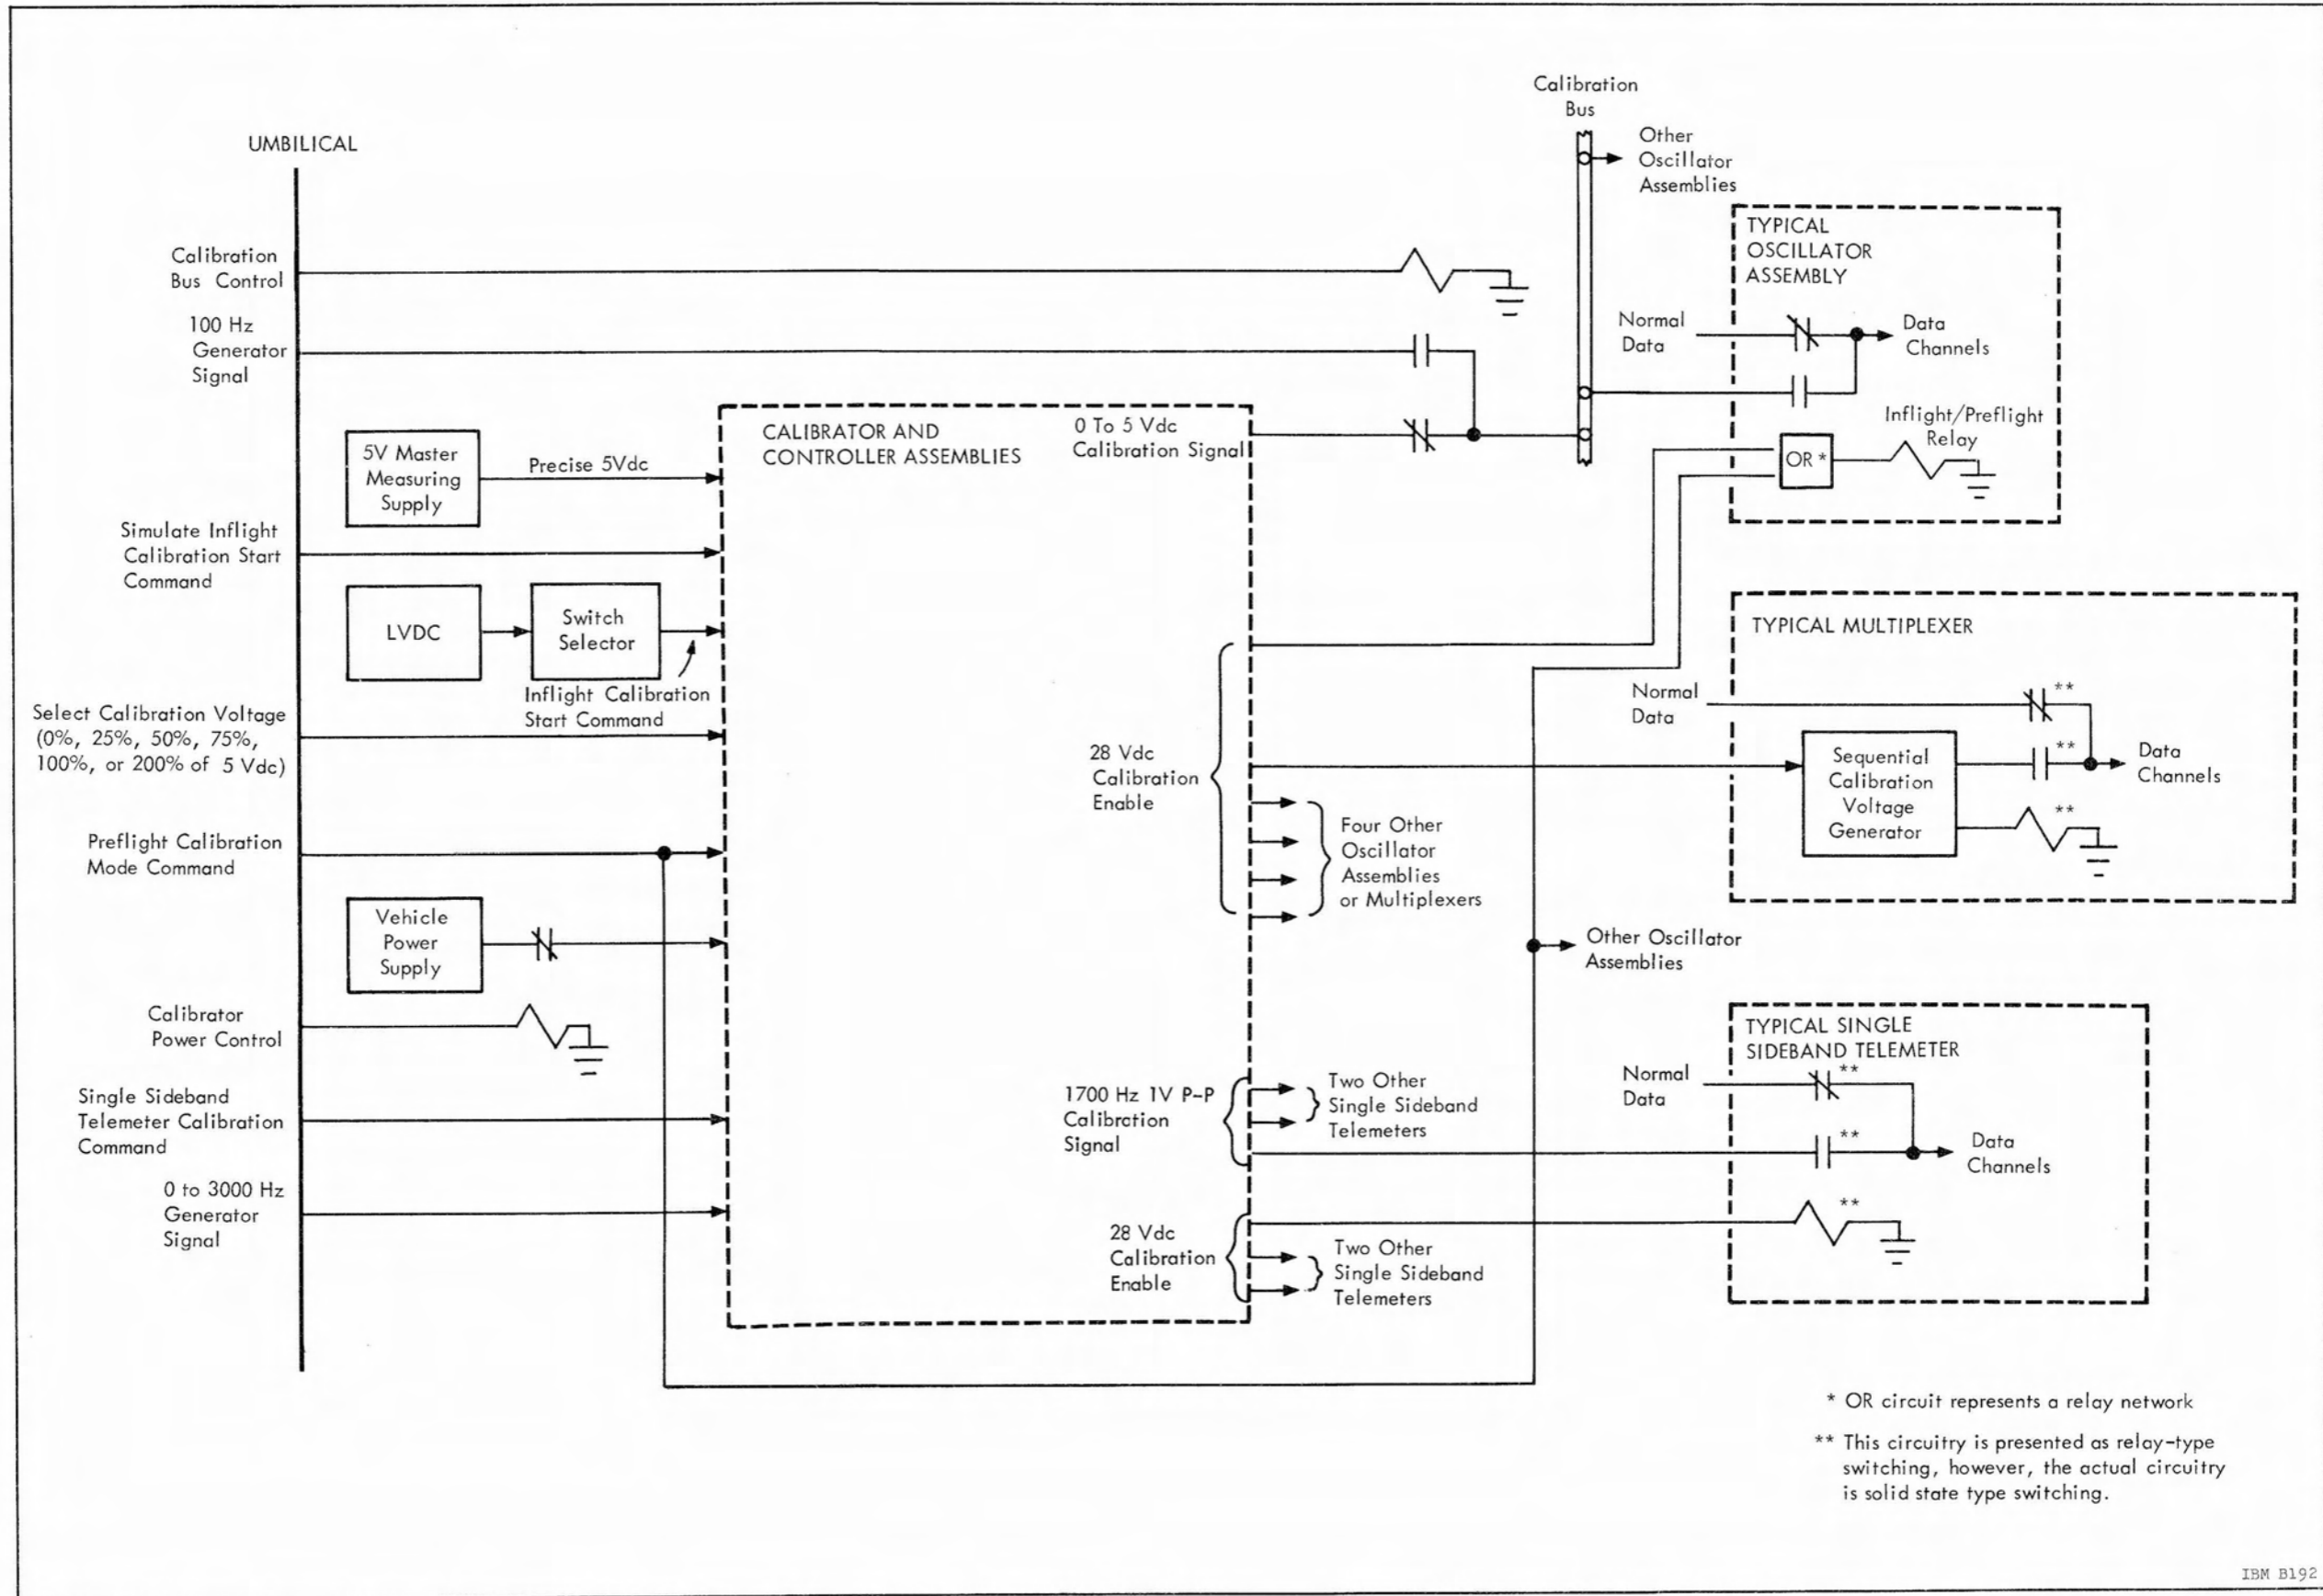 UMBILICAL
Calibration
Bus Control
100 Hz
Generator
Signal
5V Master
Measuring
Supply
Precise 5Vdc
Simulate Inflight
Calibration Start
Command
LVDC
Switch
Selector
Inflight Calibration
Start Command
Select Calibration Voltage
(0%, 25%, 50%, 75%,
100%, or 200% of 5 Vdc)
Preflight Calibration
Mode Command
Vehicle
Power
Supply
Calibrator
Power Control
Single Sideband
Telemeter Calibration
Command
0 to 3000 Hz
Generator
Signal
CALIBRATOR AND
CONTROLLER ASSEMBLIES
0 To 5 Vdc
Calibration Signal
28 Vdc
Calibration
Enable
Four Other
Oscillator
Assemblies
or Multiplexers
1700 Hz 1V P-P
Calibration
Signal
Two Other
Single Sideband
Telemeters
28 Vdc
Calibration
Enable
Two Other
Single Sideband
Telemeters
Calibration
Bus
Other
Oscillator
Assemblies
TYPICAL
OSCILLATOR
ASSEMBLY
Normal
Data
Data
Channels
Inflight/Preflight
Relay
OR *
TYPICAL MULTIPLEXER
Normal
Data
**
Sequential
Calibration
Voltage
Generator
**
Data
Channels
**
Other Oscillator
Assemblies
TYPICAL SINGLE
SIDEBAND TELEMETER
Normal
Data
**
**
Data
Channels
**
* OR circuit represents a relay network
** This circuitry is presented as relay-type
switching, however, the actual circuitry
is solid state type switching.
IBM B192